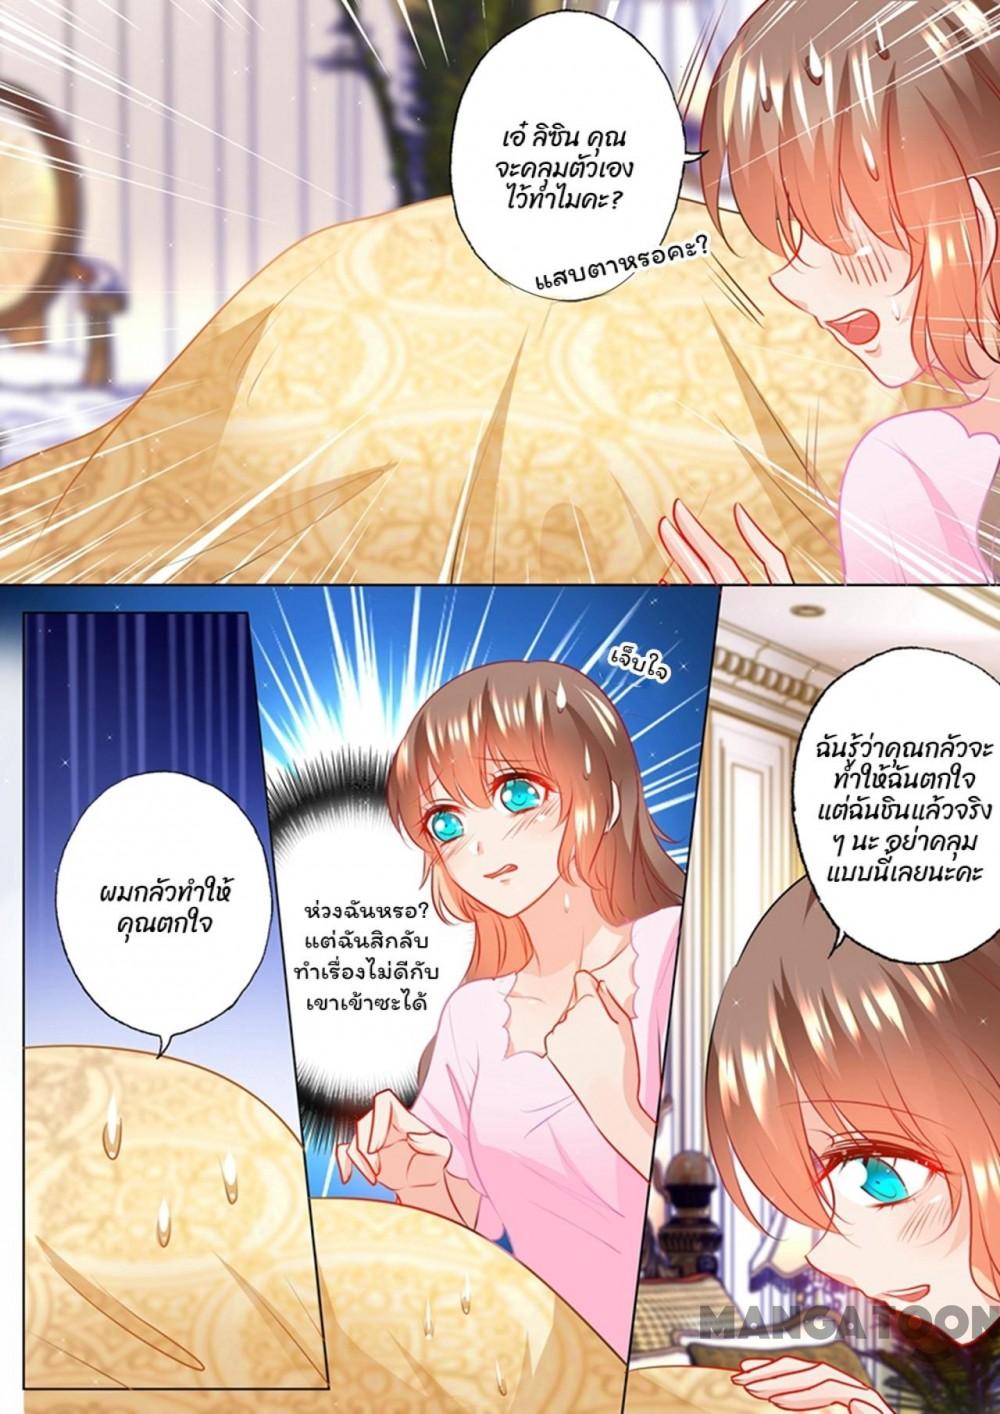 เอ๋ ลิซิน คุณ
จะคลุมตัวเอง
ไว้ทำไมคะ?
แสบตาหรอคะ?
ผมกลัวทำให้
คุณตกใจ
เจ็บใจ
ห่วงฉันหรอ?
แต่ฉันสิกลับ
ทำเรื่องไม่ดีกับ
เขาเข้าซะได้
ฉันรู้ว่าคุณกลัวจะ
ทำให้ฉันตกใจ
แต่ฉันชินแล้วจริง
ๆ นะ อย่าคลุม
แบบนี้เลยนะคะ
MANGATOON